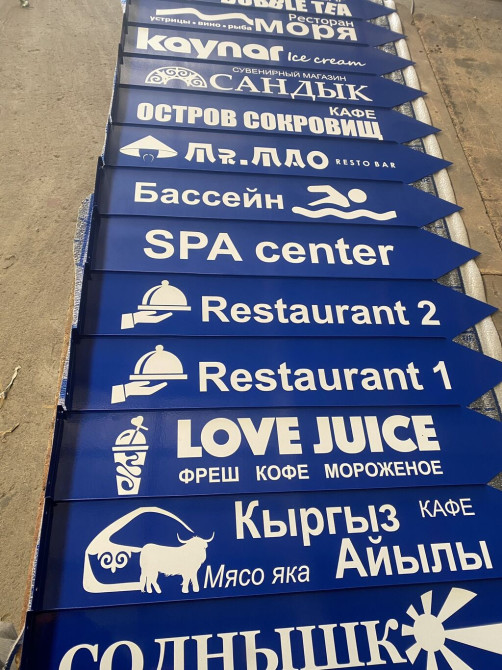 BUBBLE TEA
Ресторан
моря
устрицы • вино • рыба
kaynar Ice cream
СУВЕНИРНЫЙ МАГАЗИН
САНДЫК
КАФЕ
ОСТРОВ СОКРОВИЩ
MR.MAO RESTO BAR
Бассейн
SPA center
Restaurant 2
Restaurant 1
LOVE JUICE
ФРЕШ КОФЕ МОРОЖЕНОЕ
Кыргыз КАФЕ
Айылы
Мясо яка